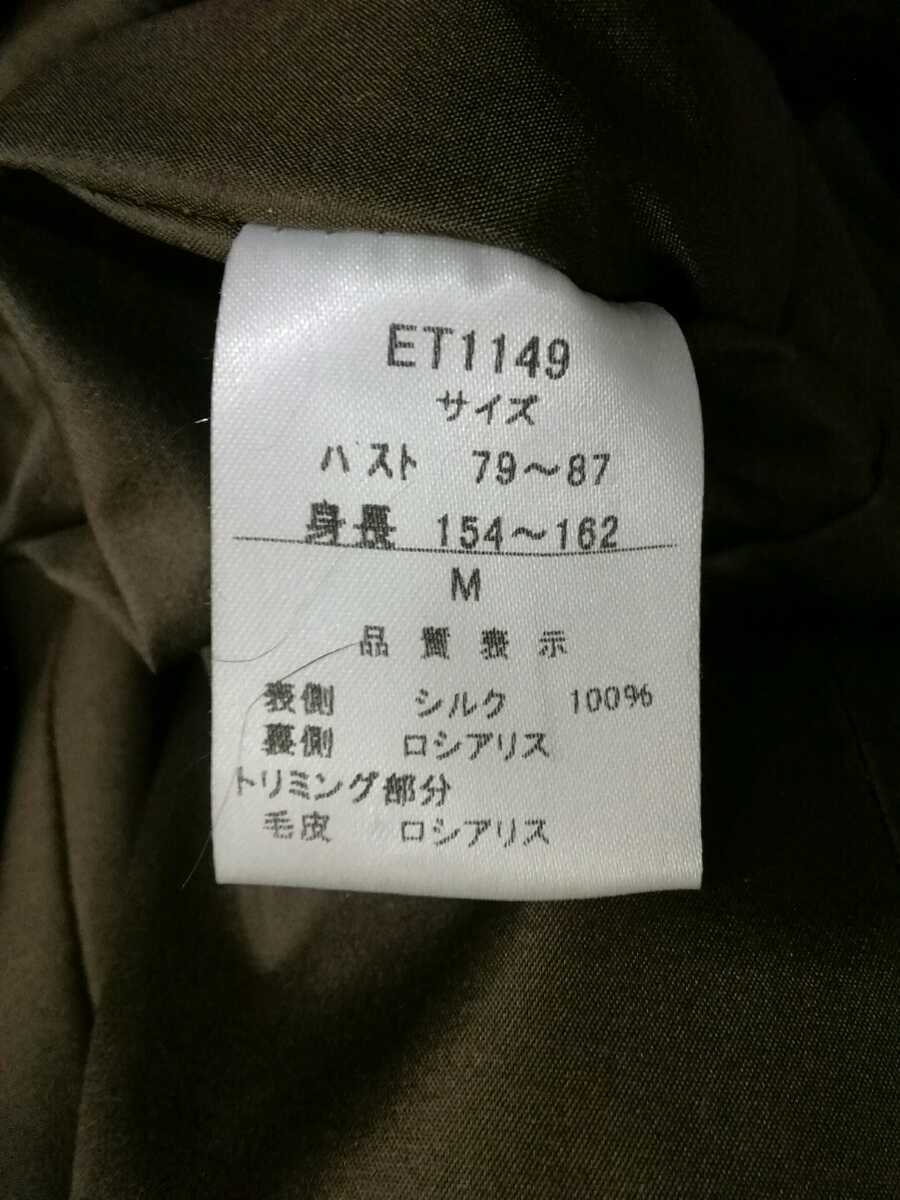 ET1149
サイズ
バスト 79～87
身長 154～162
M
品質表示
表側 シルク 100%
裏側 ロシアリス
トリミング部分
毛皮 ロシアリス